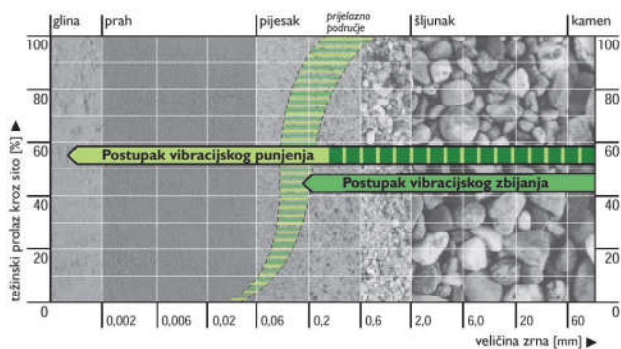 glina prah pijesak prijelazno područje šljunak kamen
100 100
80 80
60 60
40 40
20 20
0 0
težinski prolaz kroz sito [%] ▲
Postupak vibracijskog punjenja
Postupak vibracijskog zbijanja
0,002 0,006 0,02 0,06 0,2 0,6 2,0 6,0 20 60
veličina zrna [mm] ▶